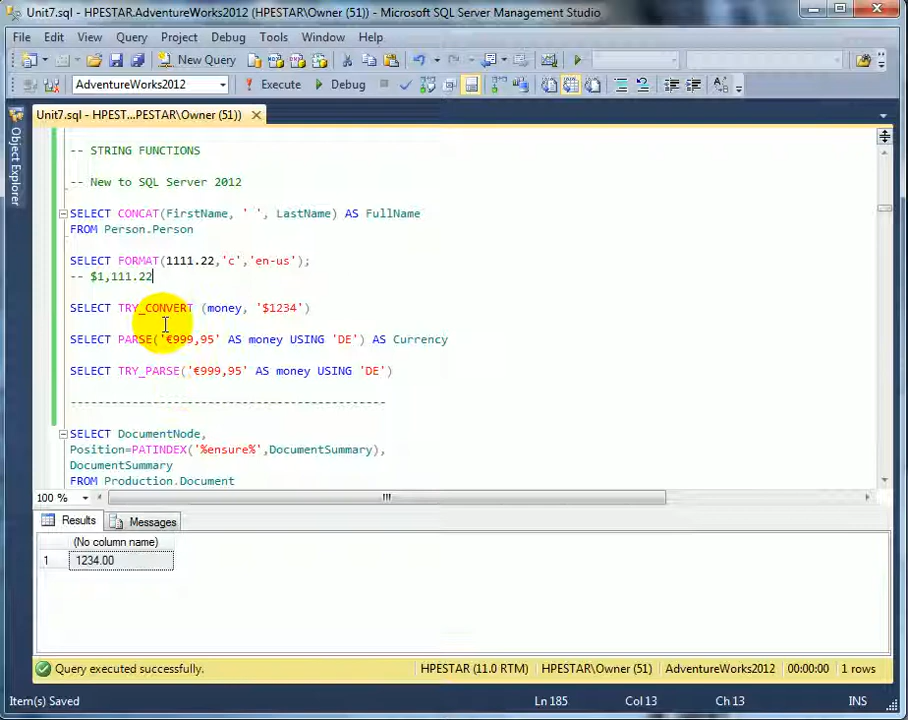 Unit7.sql - HPESTAR.AdventureWorks2012 (HPESTAR\Owner (51)) - Microsoft SQL Server Management Studio
File Edit View Query Project Debug Tools Window Help
New Query
AdventureWorks2012 Execute Debug
Unit7.sql - HPEST...PESTAR\Owner (51))
Object Explorer
-- STRING FUNCTIONS
-- New to SQL Server 2012
SELECT CONCAT(FirstName, ' ', LastName) AS FullName
FROM Person.Person
SELECT FORMAT(1111.22,'c','en-us');
-- $1,111.22
SELECT TRY_CONVERT (money, '$1234')
SELECT PARSE('€999,95' AS money USING 'DE') AS Currency
SELECT TRY_PARSE('€999,95' AS money USING 'DE')
--------------------------------------------
SELECT DocumentNode,
Position=PATINDEX('%ensure%',DocumentSummary),
DocumentSummary
FROM Production.Document
100 %
Results Messages
(No column name)
1 1234.00
Query executed successfully. HPESTAR (11.0 RTM) HPESTAR\Owner (51) AdventureWorks2012 00:00:00 1 rows
Item(s) Saved Ln 185 Col 13 Ch 13 INS